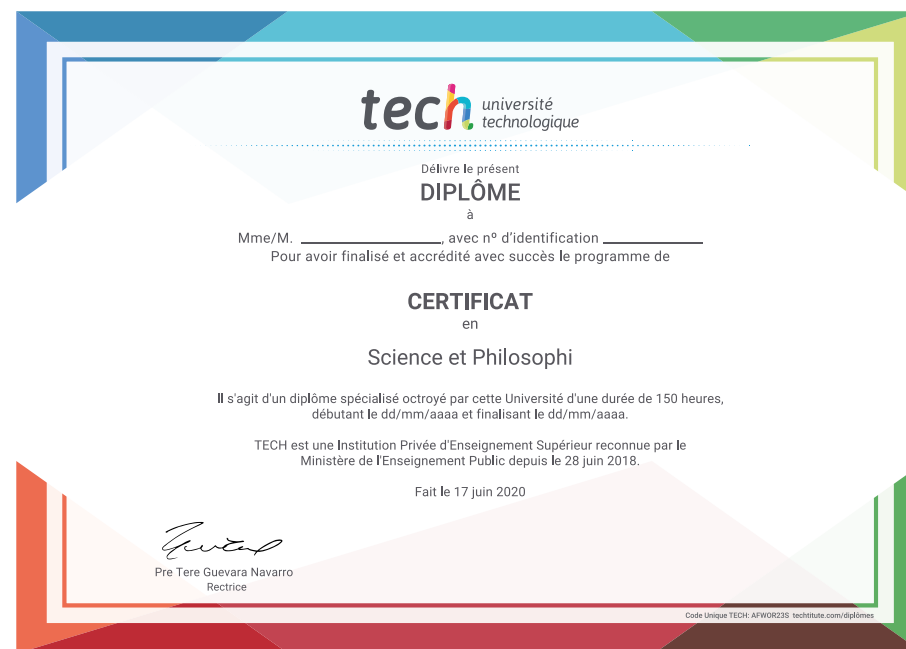 tech université
technologique
Délivre le présent
DIPLÔME
à
Mme/M. ____________________, avec nº d'identification ______________
Pour avoir finalisé et accrédité avec succès le programme de
CERTIFICAT
en
Science et Philosophi
Il s'agit d'un diplôme spécialisé octroyé par cette Université d'une durée de 150 heures,
débutant le dd/mm/aaaa et finalisant le dd/mm/aaaa.
TECH est une Institution Privée d'Enseignement Supérieur reconnue par le
Ministère de l'Enseignement Public depuis le 28 juin 2018.
Fait le 17 juin 2020
Pre Tere Guevara Navarro
Rectrice
Code Unique TECH: AFWOR23S techtitute.com/diplômes